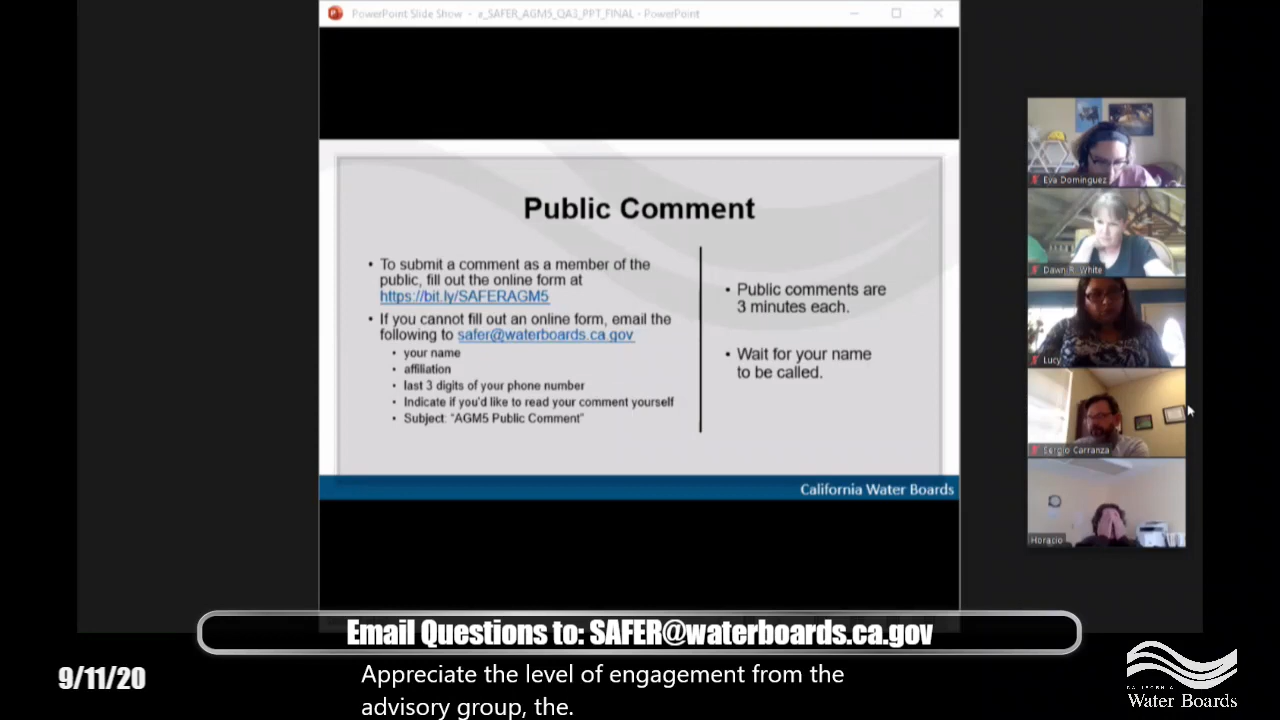 PowerPoint Slide Show - a_SAFER_AGM5_QA3_PPT_FINAL - PowerPoint
Public Comment
• To submit a comment as a member of the
public, fill out the online form at
https://bit.ly/SAFERAGM5
• If you cannot fill out an online form, email the
following to safer@waterboards.ca.gov
• your name
• affiliation
• last 3 digits of your phone number
• Indicate if you'd like to read your comment yourself
• Subject: "AGM5 Public Comment"
• Public comments are
3 minutes each.
• Wait for your name
to be called.
California Water Boards
Eva Dominguez
Dawn R. White
Lucy
Sergio Carranza
Horacio
Email Questions to: SAFER@waterboards.ca.gov
9/11/20
Appreciate the level of engagement from the
advisory group, the.
CALIFORNIA
Water Boards